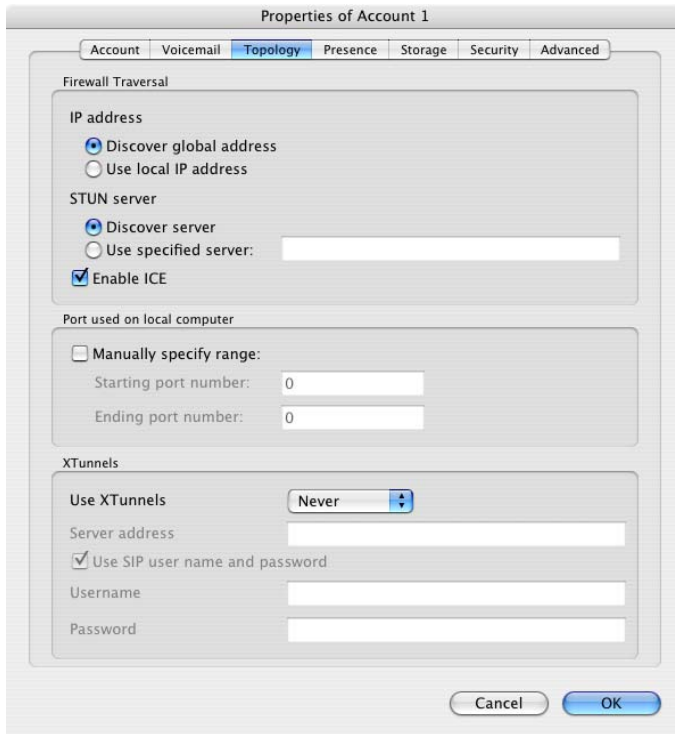 Properties of Account 1
Account Voicemail Topology Presence Storage Security Advanced
Firewall Traversal
IP address
Discover global address
Use local IP address
STUN server
Discover server
Use specified server:
Enable ICE
Port used on local computer
Manually specify range:
Starting port number: 0
Ending port number: 0
XTunnels
Use XTunnels Never
Server address
Use SIP user name and password
Username
Password
Cancel OK